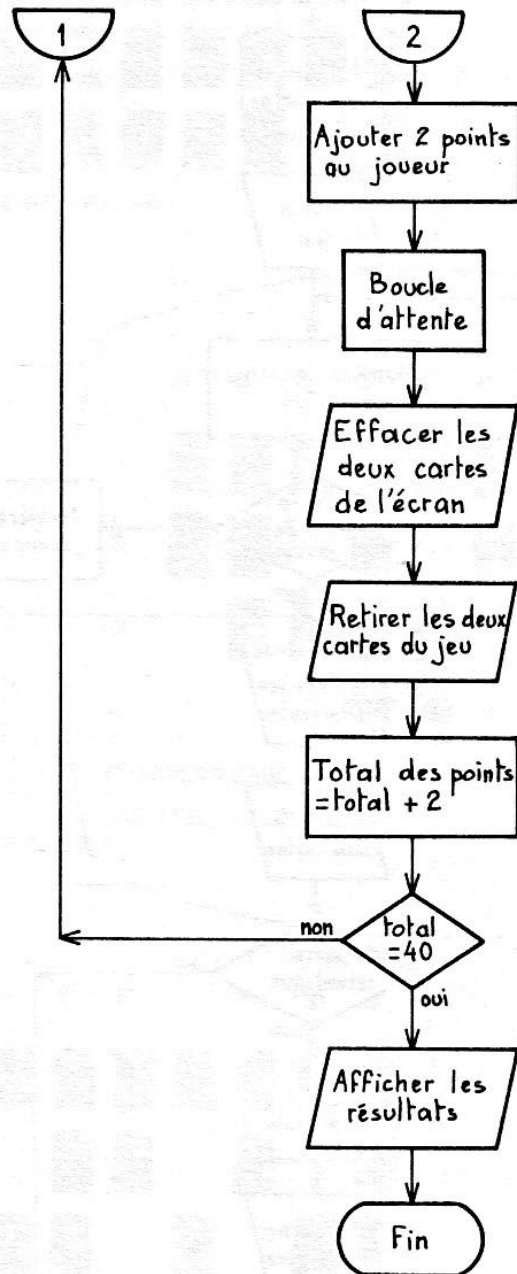 1
2
Ajouter 2 points
au joueur
Boucle
d'attente
Effacer les
deux cartes
de l'écran
Retirer les deux
cartes du jeu
Total des points
=total + 2
total
=40
non
oui
Afficher les
résultats
Fin